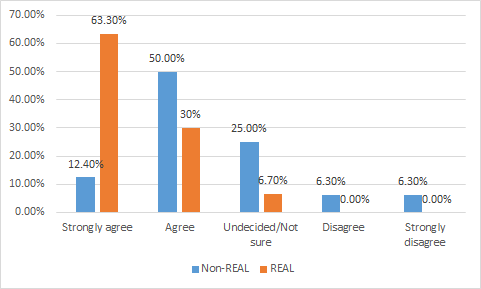 70.00%
60.00%
50.00%
40.00%
30.00%
20.00%
10.00%
0.00%
12.40%
63.30%
50.00%
30%
25.00%
6.70%
6.30%
0.00%
6.30%
0.00%
Strongly agree
Agree
Undecided/Not
sure
Disagree
Strongly
disagree
Non-REAL
REAL